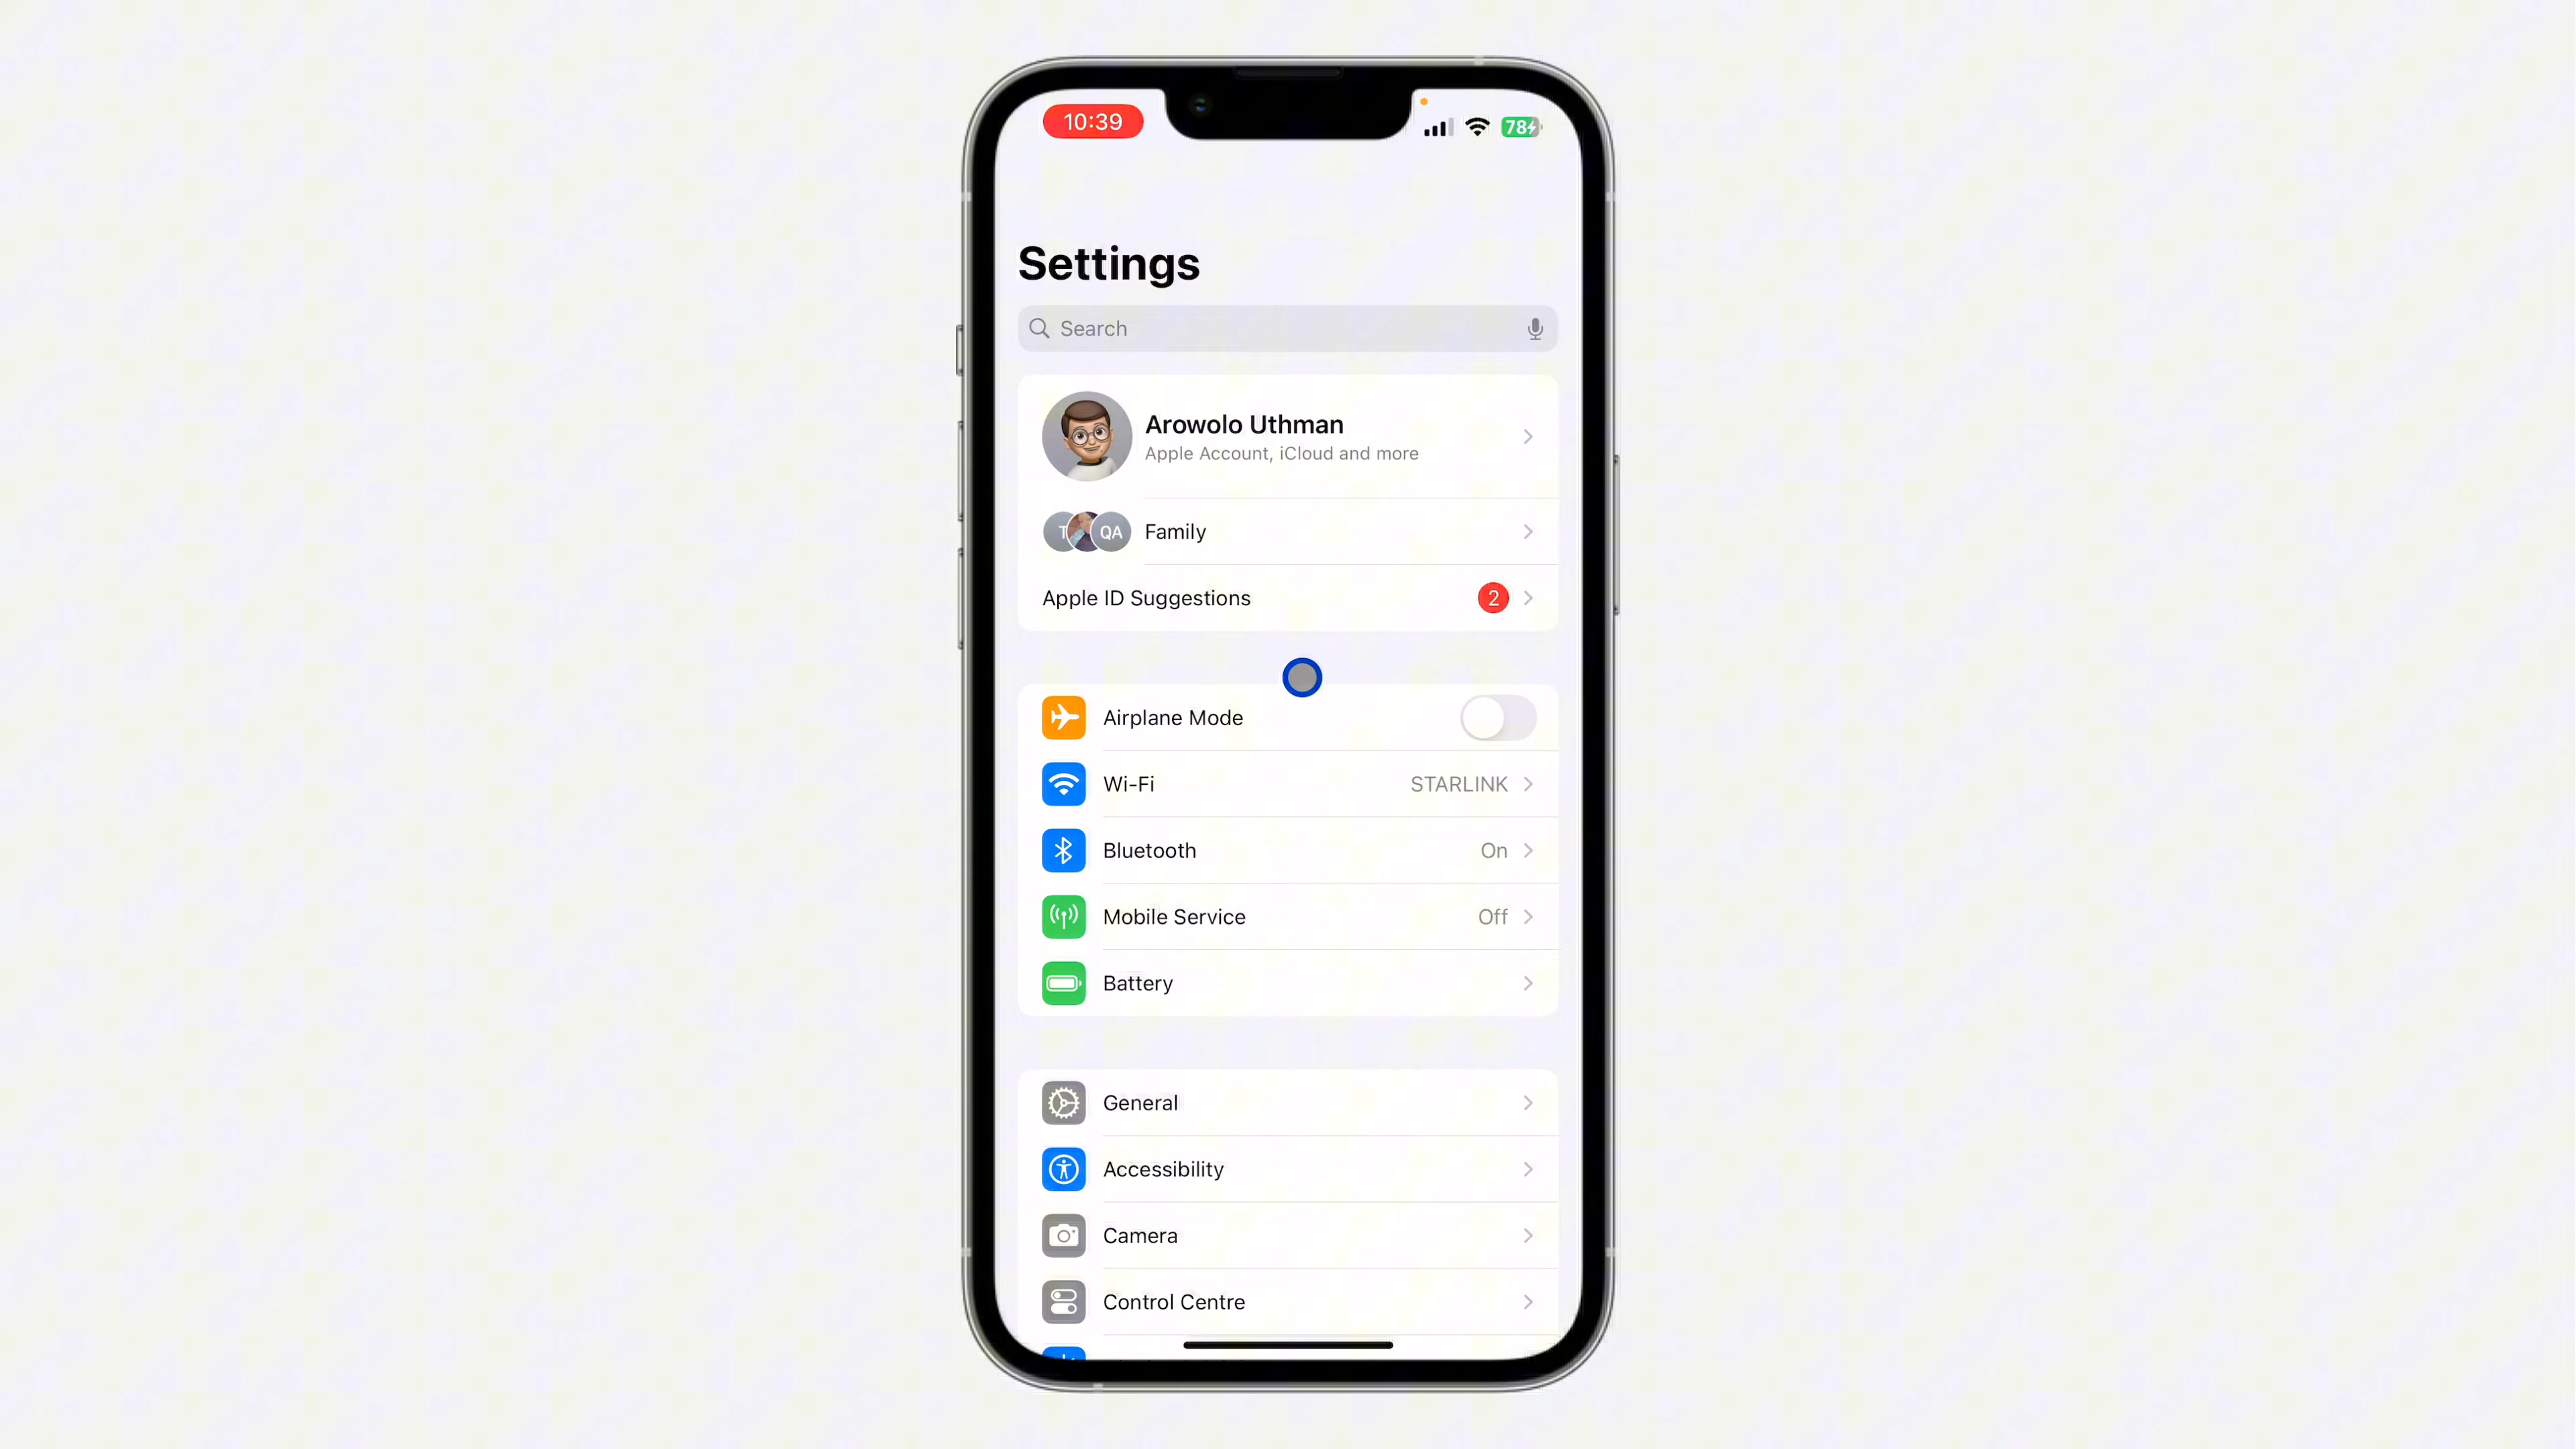 10:39
78
Settings
Search
Arowolo Uthman
Apple Account, iCloud and more
T QA Family
Apple ID Suggestions 2
Airplane Mode
Wi-Fi STARLINK
Bluetooth On
Mobile Service Off
Battery
General
Accessibility
Camera
Control Centre